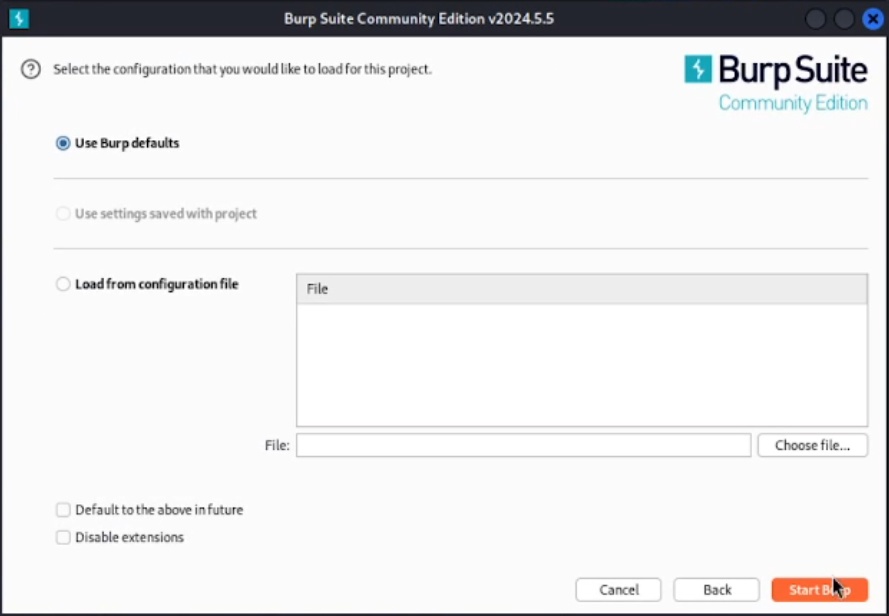 Burp Suite Community Edition v2024.5.5
Select the configuration that you would like to load for this project.
Burp Suite
Community Edition
Use Burp defaults
Use settings saved with project
Load from configuration file
File
File:
Choose file...
Default to the above in future
Disable extensions
Cancel
Back
Start Burp